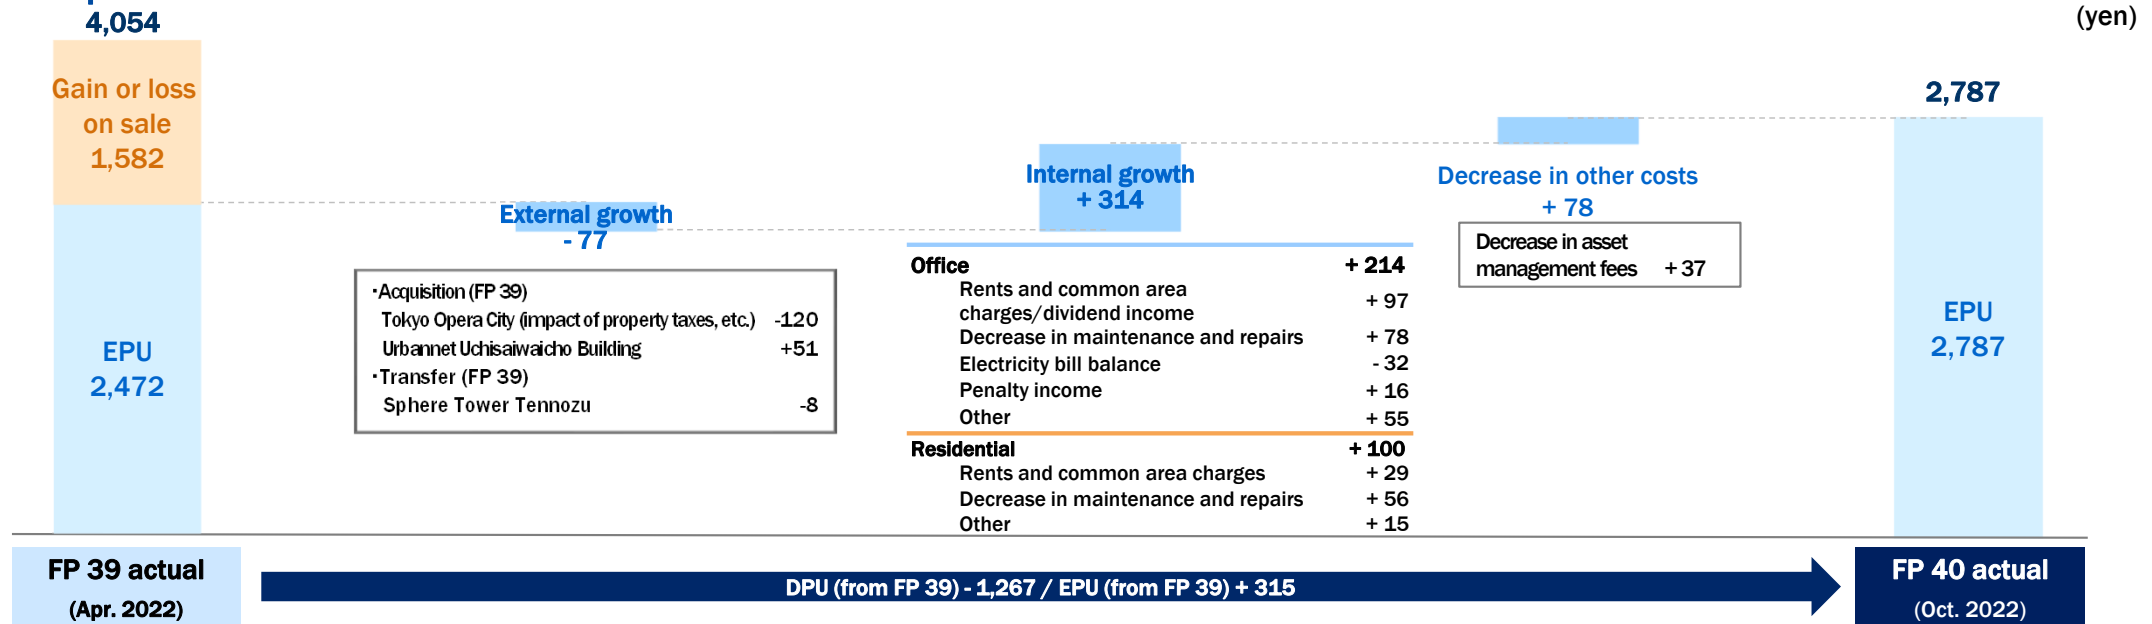 (yen)
4,054
Gain or loss
on sale
1,582
EPU
2,472
External growth
- 77
・Acquisition (FP 39)
Tokyo Opera City (impact of property taxes, etc.) -120
Urbannet Uchisaiwaicho Building +51
・Transfer (FP 39)
Sphere Tower Tennozu -8
Internal growth
+ 314
Office + 214
Rents and common area
charges/dividend income + 97
Decrease in maintenance and repairs + 78
Electricity bill balance - 32
Penalty income + 16
Other + 55
Residential + 100
Rents and common area charges + 29
Decrease in maintenance and repairs + 56
Other + 15
Decrease in other costs
+ 78
Decrease in asset
management fees + 37
2,787
EPU
2,787
FP 39 actual
(Apr. 2022)
DPU (from FP 39) - 1,267 / EPU (from FP 39) + 315
FP 40 actual
(Oct. 2022)